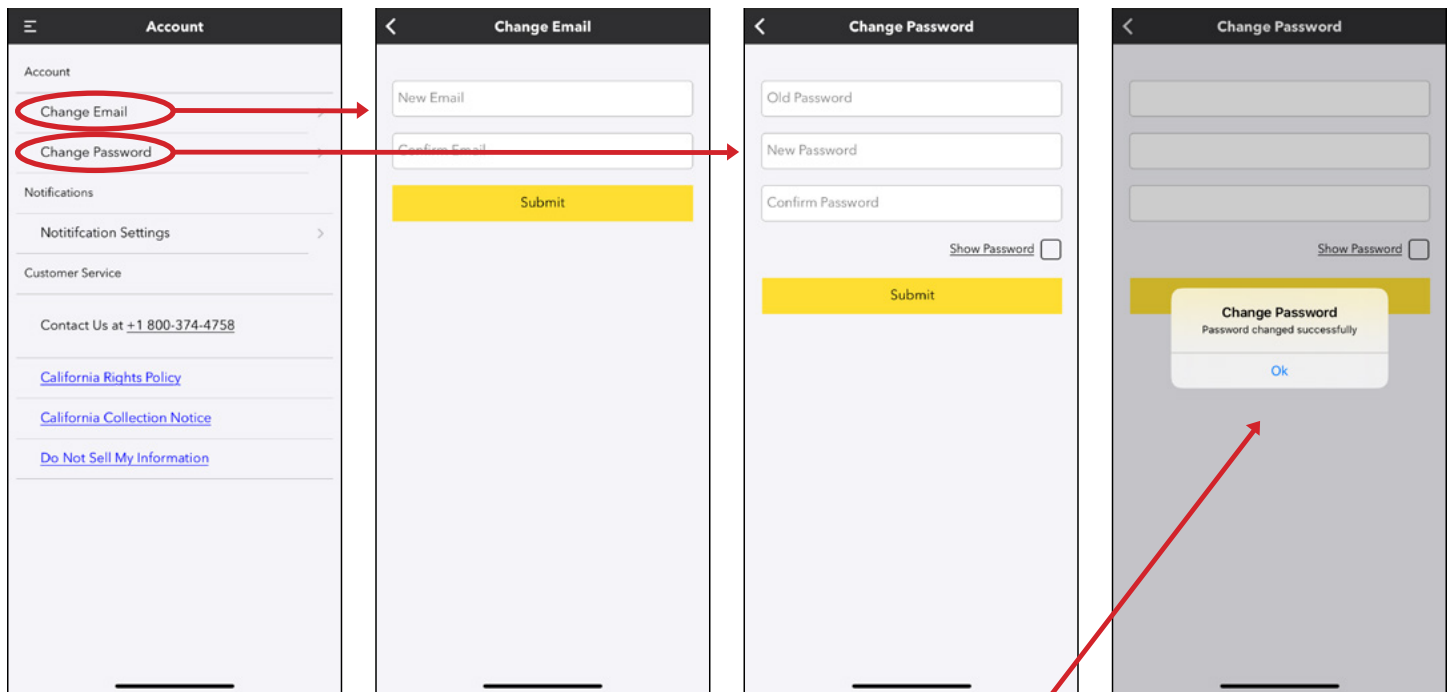 Account
Account
Change Email
Change Password
Notifications
Notitifcation Settings
Customer Service
Contact Us at +1 800-374-4758
California Rights Policy
California Collection Notice
Do Not Sell My Information
Change Email
New Email
Confirm Email
Submit
Change Password
Old Password
New Password
Confirm Password
Show Password
Submit
Change Password
Show Password
Change Password
Password changed successfully
Ok